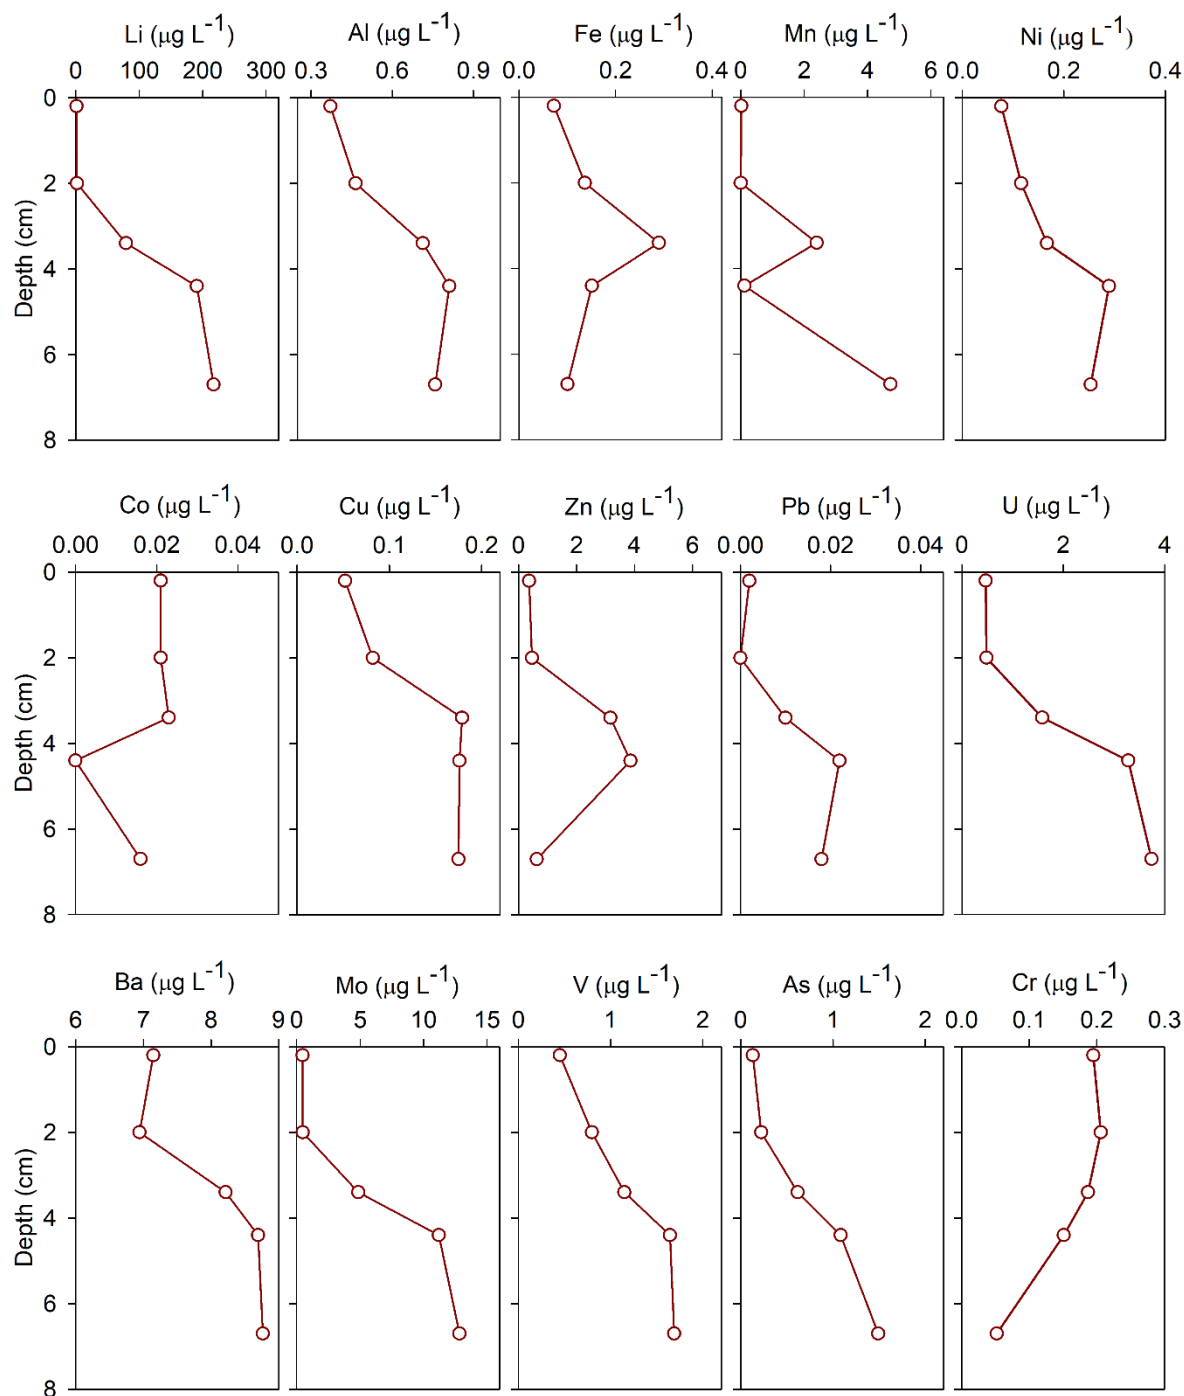 Li (μg L⁻¹) Al (μg L⁻¹) Fe (μg L⁻¹) Mn (μg L⁻¹) Ni (μg L⁻¹)
0 100 200 300 0.3 0.6 0.9 0.0 0.2 0.4 0 2 4 6 0.0 0.2 0.4
0
2
4
6
8
Depth (cm)
Co (μg L⁻¹) Cu (μg L⁻¹) Zn (μg L⁻¹) Pb (μg L⁻¹) U (μg L⁻¹)
0.00 0.02 0.04 0.0 0.1 0.2 0 2 4 6 0.00 0.02 0.04 0 2 4
0
2
4
6
8
Depth (cm)
Ba (μg L⁻¹) Mo (μg L⁻¹) V (μg L⁻¹) As (μg L⁻¹) Cr (μg L⁻¹)
6 7 8 9 0 5 10 15 0 1 2 0 1 2 0.0 0.1 0.2 0.3
0
2
4
6
8
Depth (cm)